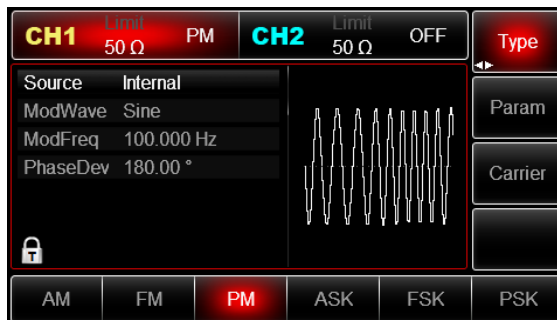 CH1 Limit 50 Ω PM CH2 Limit 50 Ω OFF Type
Source Internal
ModWave Sine
ModFreq 100.000 Hz
PhaseDev 180.00 °
Param
Carrier
T
AM FM PM ASK FSK PSK